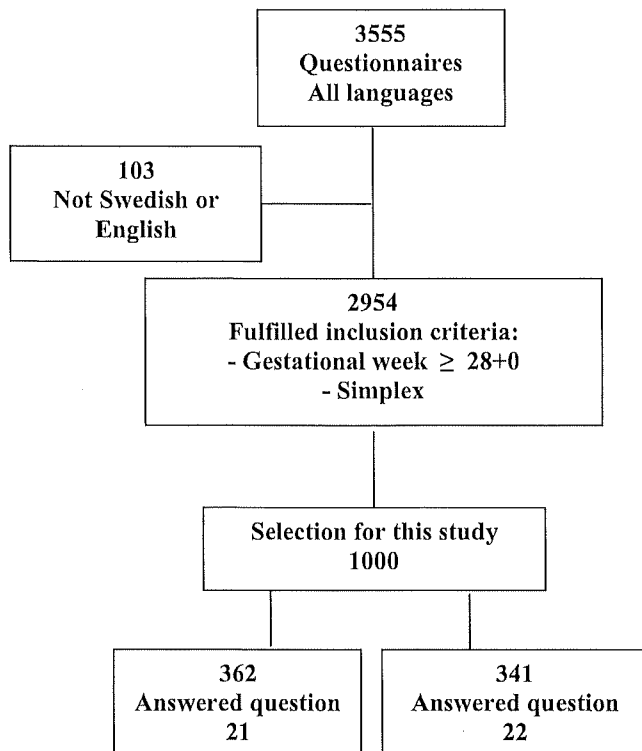 3555
Questionnaires
All languages
103
Not Swedish or
English
2954
Fulfilled inclusion criteria:
- Gestational week ≥ 28+0
- Simplex
Selection for this study
1000
362
Answered question
21
341
Answered question
22